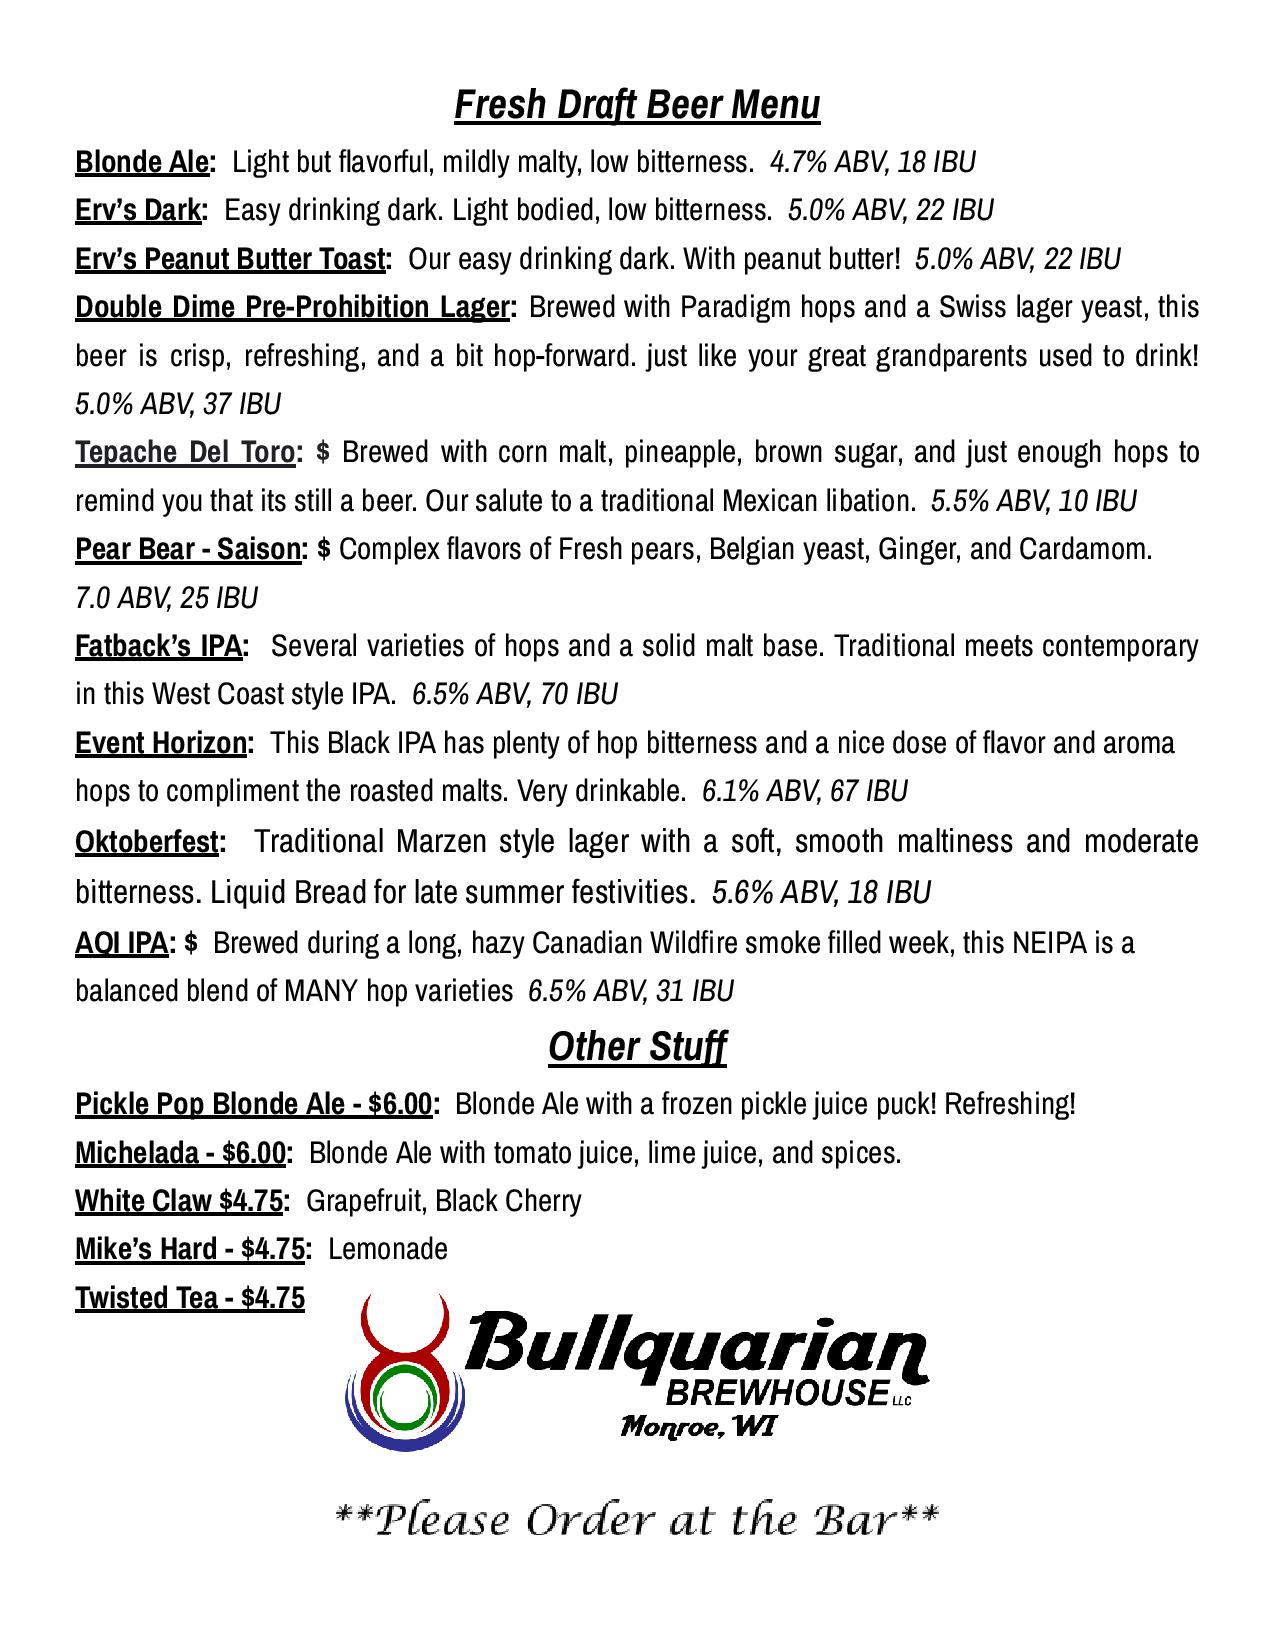 Fresh Draft Beer Menu
Blonde Ale: Light but flavorful, mildly malty, low bitterness. 4.7% ABV, 18 IBU
Erv's Dark: Easy drinking dark. Light bodied, low bitterness. 5.0% ABV, 22 IBU
Erv's Peanut Butter Toast: Our easy drinking dark. With peanut butter! 5.0% ABV, 22 IBU
Double Dime Pre-Prohibition Lager: Brewed with Paradigm hops and a Swiss lager yeast, this
beer is crisp, refreshing, and a bit hop-forward. just like your great grandparents used to drink!
5.0% ABV, 37 IBU
Tepache Del Toro: $ Brewed with corn malt, pineapple, brown sugar, and just enough hops to
remind you that its still a beer. Our salute to a traditional Mexican libation. 5.5% ABV, 10 IBU
Pear Bear - Saison: $ Complex flavors of Fresh pears, Belgian yeast, Ginger, and Cardamom.
7.0 ABV, 25 IBU
Fatback's IPA: Several varieties of hops and a solid malt base. Traditional meets contemporary
in this West Coast style IPA. 6.5% ABV, 70 IBU
Event Horizon: This Black IPA has plenty of hop bitterness and a nice dose of flavor and aroma
hops to compliment the roasted malts. Very drinkable. 6.1% ABV, 67 IBU
Oktoberfest: Traditional Marzen style lager with a soft, smooth maltiness and moderate
bitterness. Liquid Bread for late summer festivities. 5.6% ABV, 18 IBU
AQI IPA: $ Brewed during a long, hazy Canadian Wildfire smoke filled week, this NEIPA is a
balanced blend of MANY hop varieties 6.5% ABV, 31 IBU
Other Stuff
Pickle Pop Blonde Ale - $6.00: Blonde Ale with a frozen pickle juice puck! Refreshing!
Michelada - $6.00: Blonde Ale with tomato juice, lime juice, and spices.
White Claw $4.75: Grapefruit, Black Cherry
Mike's Hard - $4.75: Lemonade
Twisted Tea - $4.75
Bullquarian
BREWHOUSE LLC
Monroe, WI
**Please Order at the Bar**